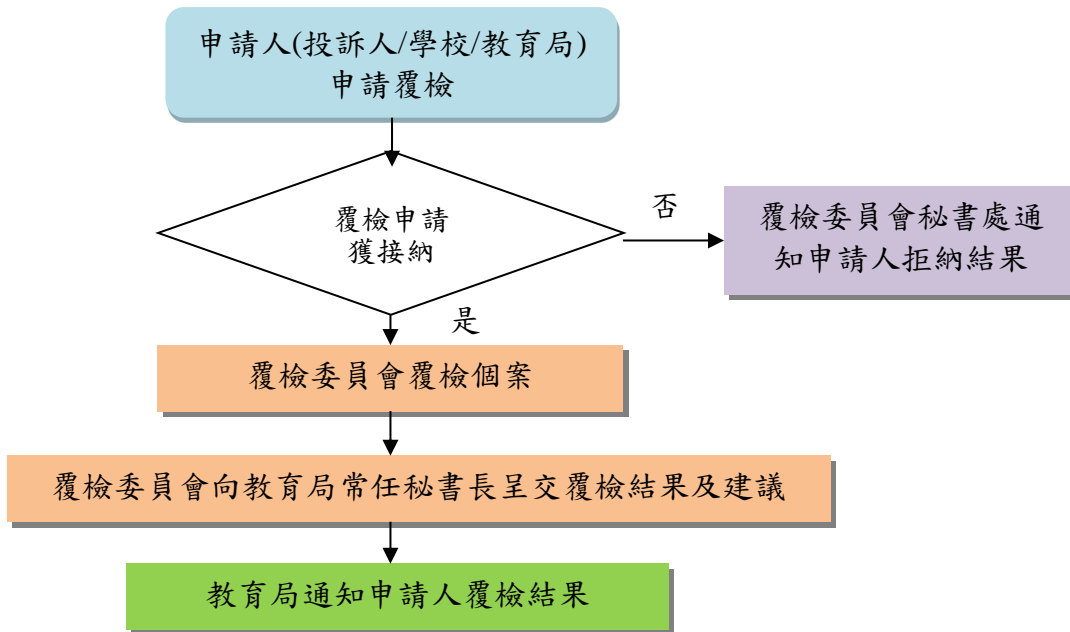 申請人(投訴人/學校/教育局)
申請覆檢
覆檢申請
獲接納
否
覆檢委員會秘書處通
知申請人拒納結果
是
覆檢委員會覆檢個案
覆檢委員會向教育局常任秘書長呈交覆檢結果及建議
教育局通知申請人覆檢結果